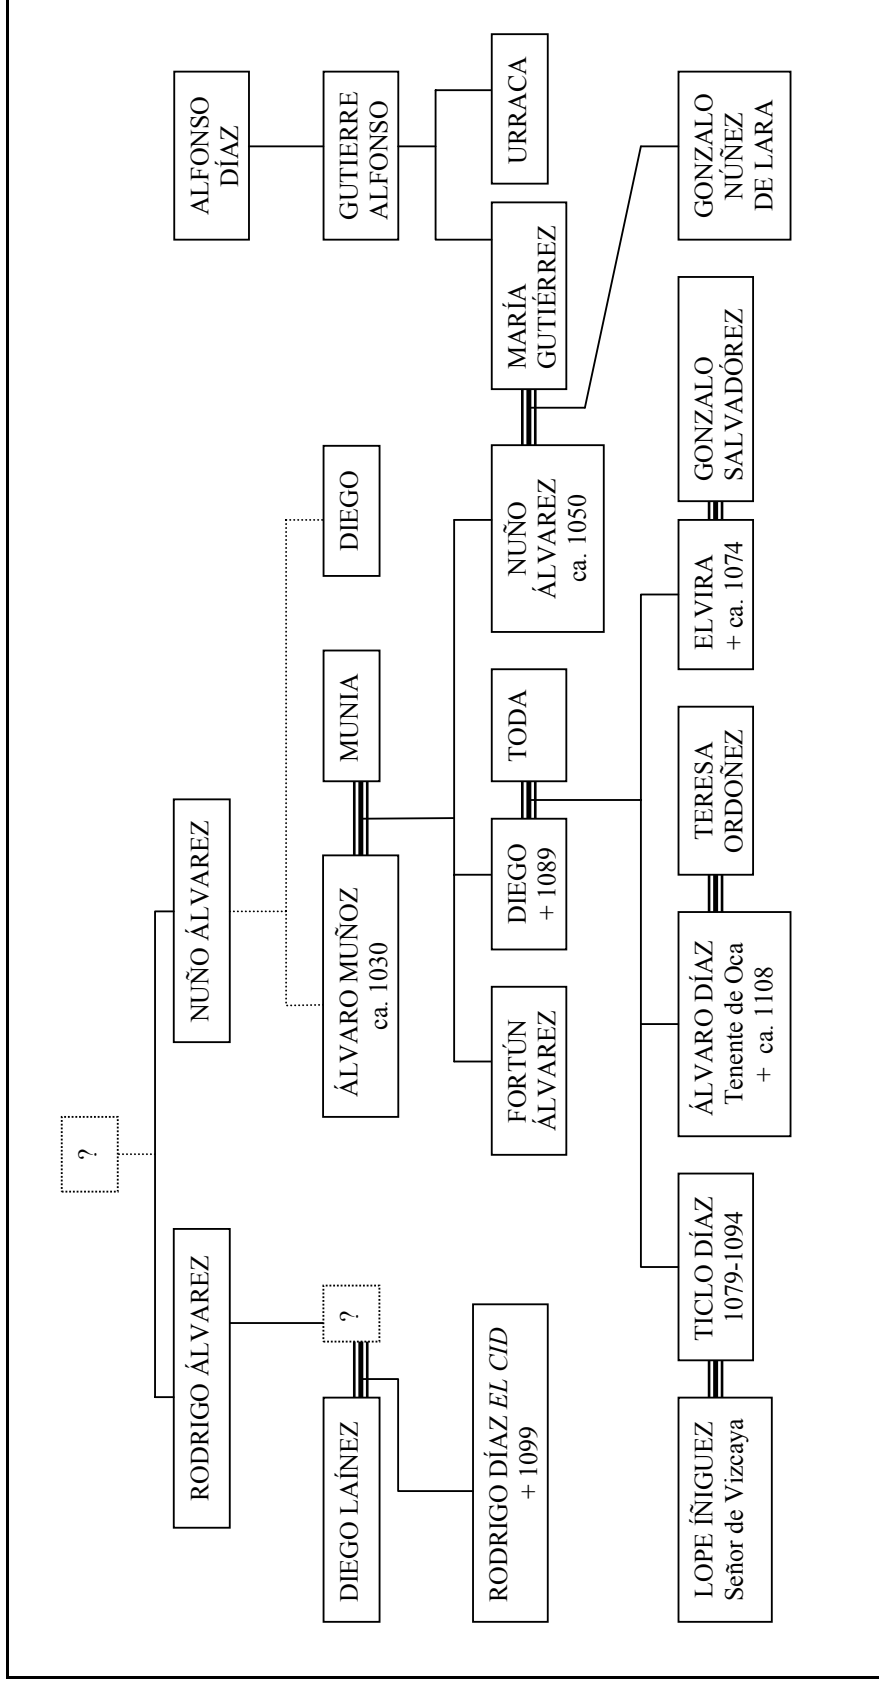 ?
RODRIGO ÁLVAREZ
NUÑO ÁLVAREZ
ALFONSO
DÍAZ
DIEGO LAÍNEZ
?
ÁLVARO MUÑOZ
ca. 1030
MUNIA
DIEGO
GUTIERRE
ALFONSO
RODRIGO DÍAZ EL CID
+ 1099
FORTÚN
ÁLVAREZ
DIEGO
+ 1089
TODA
NUÑO
ÁLVAREZ
ca. 1050
MARÍA
GUTIÉRREZ
URRACA
LOPE ÍÑIGUEZ
Señor de Vizcaya
TICLO DÍAZ
1079-1094
ÁLVARO DÍAZ
Tenente de Oca
+ ca. 1108
TERESA
ORDOÑEZ
ELVIRA
+ ca. 1074
GONZALO
SALVADÓREZ
GONZALO
NÚÑEZ
DE LARA